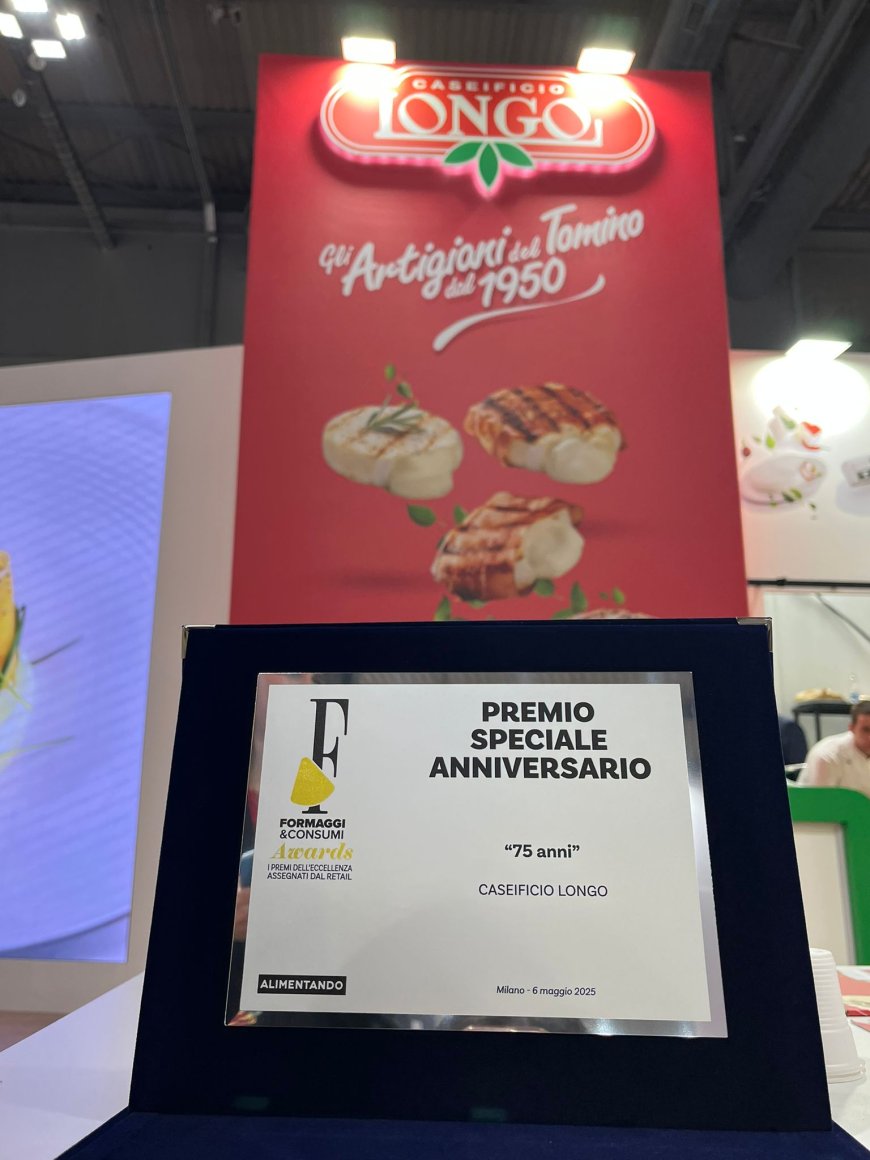 CASEIFICIO
LONGO
Gli Artigiani del Tomino
dal 1950
F
FORMAGGI
&CONSUMI
Awards
I PREMI DELL'ECCELLENZA
ASSEGNATI DAL RETAIL
ALIMENTANDO
PREMIO
SPECIALE
ANNIVERSARIO
“75 anni”
CASEIFICIO LONGO
Milano - 6 maggio 2025